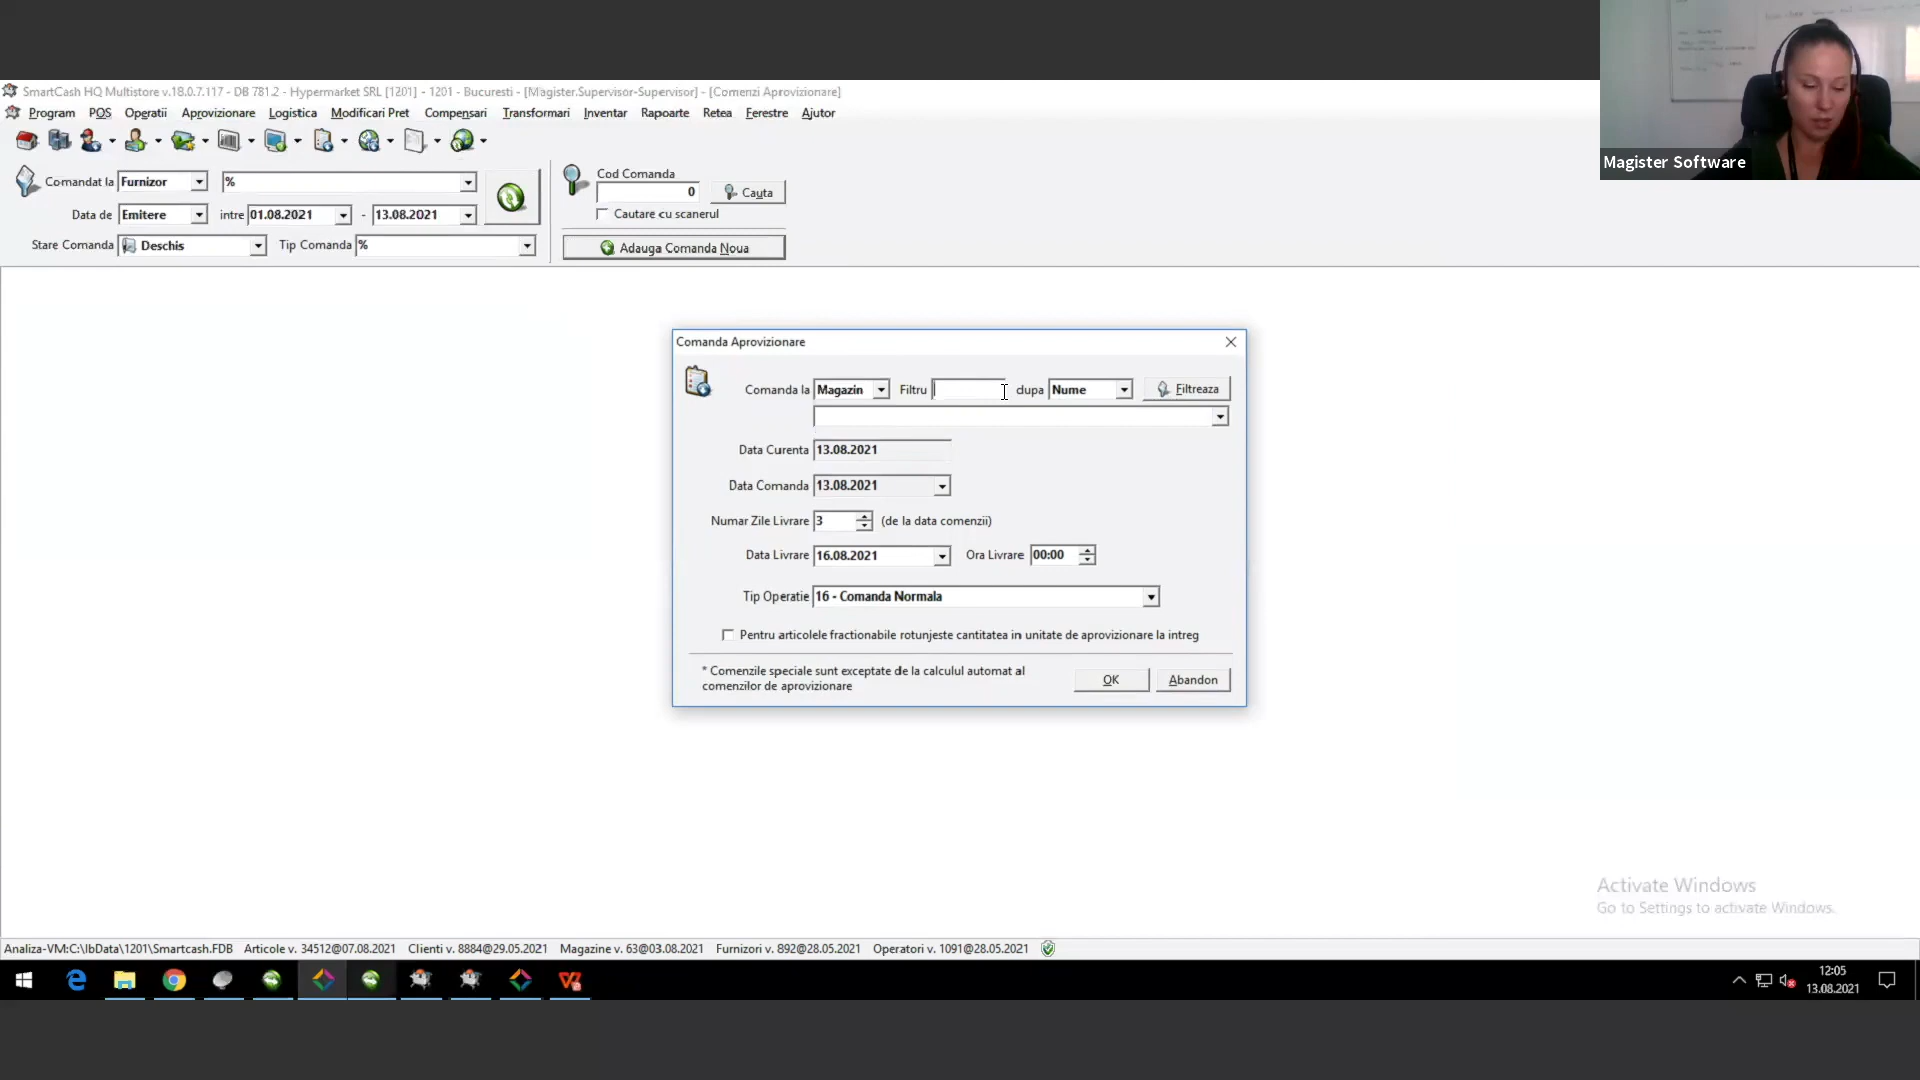 SmartCash HQ Multistore v.18.0.7.117 - DB 781.2 - Hypermarket SRL [1201] - 1201 - Bucuresti - [Magister.Supervisor-Supervisor] - [Comenzi Aprovizionare]
Program POS Operatii Aprovizionare Logistica Modificari Pret Compensari Transformari Inventar Rapoarte Retea Ferestre Ajutor
Magister Software
Comandat la Furnizor %
Data de Emitere intre 01.08.2021 - 13.08.2021
Stare Comanda Deschis Tip Comanda %
Cod Comanda
0 Cauta
Cautare cu scanerul
Adauga Comanda Noua
Comanda Aprovizionare
Comanda la Magazin Filtru dupa Nume Filtreaza
Data Curenta 13.08.2021
Data Comanda 13.08.2021
Numar Zile Livrare 3 (de la data comenzii)
Data Livrare 16.08.2021 Ora Livrare 00:00
Tip Operatie 16 - Comanda Normala
Pentru articolele fractionabile rotunjeste cantitatea in unitate de aprovizionare la intreg
* Comenzile speciale sunt exceptate de la calculul automat al
comenzilor de aprovizionare
OK Abandon
Activate Windows
Go to Settings to activate Windows.
Analiza-VM:C:\IbData\1201\Smartcash.FDB Articole v. 34512@07.08.2021 Clienti v. 8884@29.05.2021 Magazine v. 63@03.08.2021 Furnizori v. 892@28.05.2021 Operatori v. 1091@28.05.2021
12:05
13.08.2021